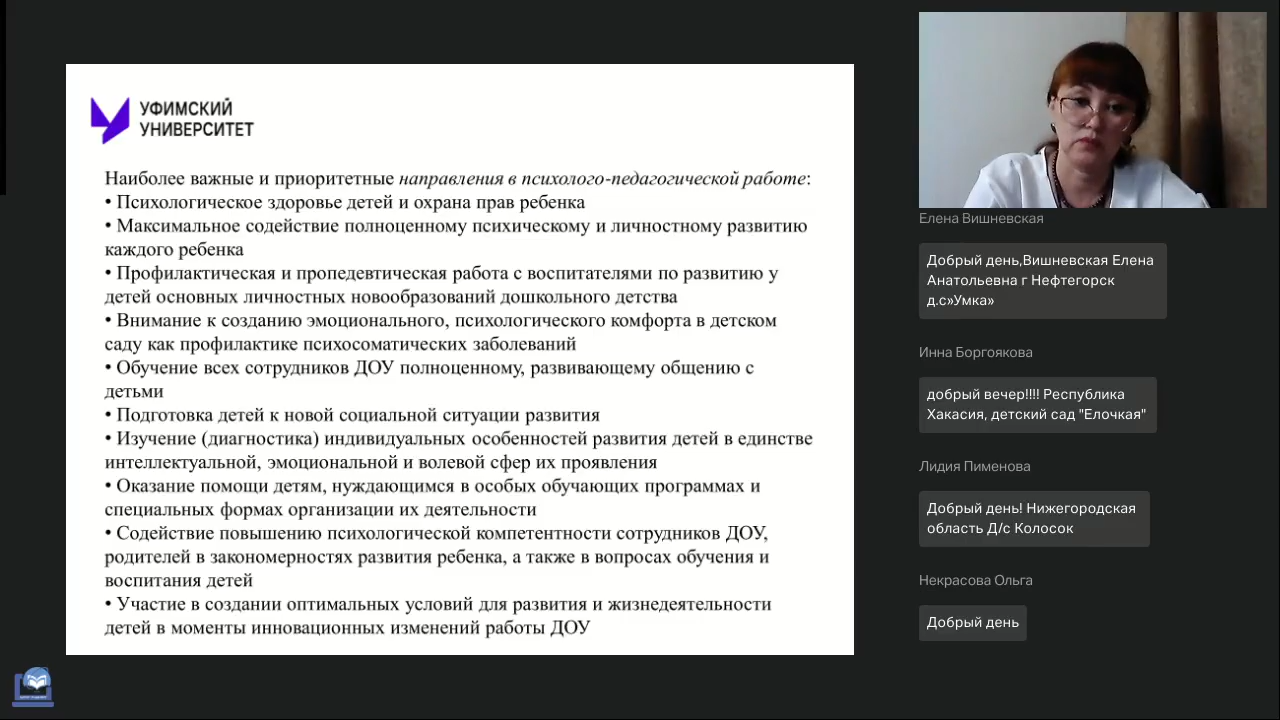 УФИМСКИЙ
УНИВЕРСИТЕТ
Наиболее важные и приоритетные направления в психолого-педагогической работе:
• Психологическое здоровье детей и охрана прав ребенка
• Максимальное содействие полноценному психическому и личностному развитию
каждого ребенка
• Профилактическая и пропедевтическая работа с воспитателями по развитию у
детей основных личностных новообразований дошкольного детства
• Внимание к созданию эмоционального, психологического комфорта в детском
саду как профилактике психосоматических заболеваний
• Обучение всех сотрудников ДОУ полноценному, развивающему общению с
детьми
• Подготовка детей к новой социальной ситуации развития
• Изучение (диагностика) индивидуальных особенностей развития детей в единстве
интеллектуальной, эмоциональной и волевой сфер их проявления
• Оказание помощи детям, нуждающимся в особых обучающих программах и
специальных формах организации их деятельности
• Содействие повышению психологической компетентности сотрудников ДОУ,
родителей в закономерностях развития ребенка, а также в вопросах обучения и
воспитания детей
• Участие в создании оптимальных условий для развития и жизнедеятельности
детей в моменты инновационных изменений работы ДОУ
Елена Вишневская
Добрый день,Вишневская Елена
Анатольевна г Нефтегорск
д.с»Умка»
Инна Боргоякова
добрый вечер!!!! Республика
Хакасия, детский сад "Елочкая"
Лидия Пименова
Добрый день! Нижегородская
область Д/с Колосок
Некрасова Ольга
Добрый день